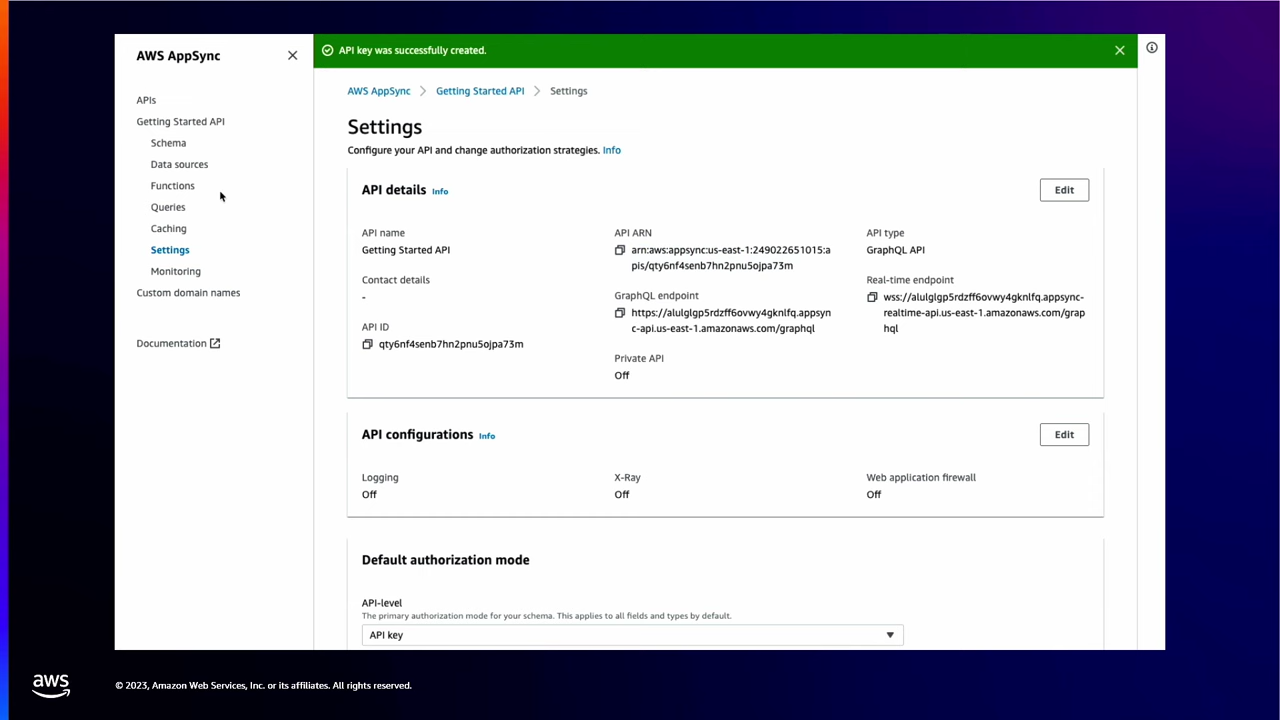 AWS AppSync
APIs
Getting Started API
Schema
Data sources
Functions
Queries
Caching
Settings
Monitoring
Custom domain names
Documentation
API key was successfully created.
AWS AppSync
Getting Started API
Settings
Settings
Configure your API and change authorization strategies. Info
API details Info
Edit
API name
Getting Started API
Contact details
-
API ID
qty6nf4senb7hn2pnu5ojpa73m
API ARN
arn:aws:appsync:us-east-1:249022651015:a
pis/qty6nf4senb7hn2pnu5ojpa73m
GraphQL endpoint
https://alulglgp5rdzff6ovwy4gknlfq.appsyn
c-api.us-east-1.amazonaws.com/graphql
Private API
Off
API type
GraphQL API
Real-time endpoint
wss://alulglgp5rdzff6ovwy4gknlfq.appsync-
realtime-api.us-east-1.amazonaws.com/grap
hql
API configurations Info
Edit
Logging
Off
X-Ray
Off
Web application firewall
Off
Default authorization mode
API-level
The primary authorization mode for your schema. This applies to all fields and types by default.
API key
aws
© 2023, Amazon Web Services, Inc. or its affiliates. All rights reserved.